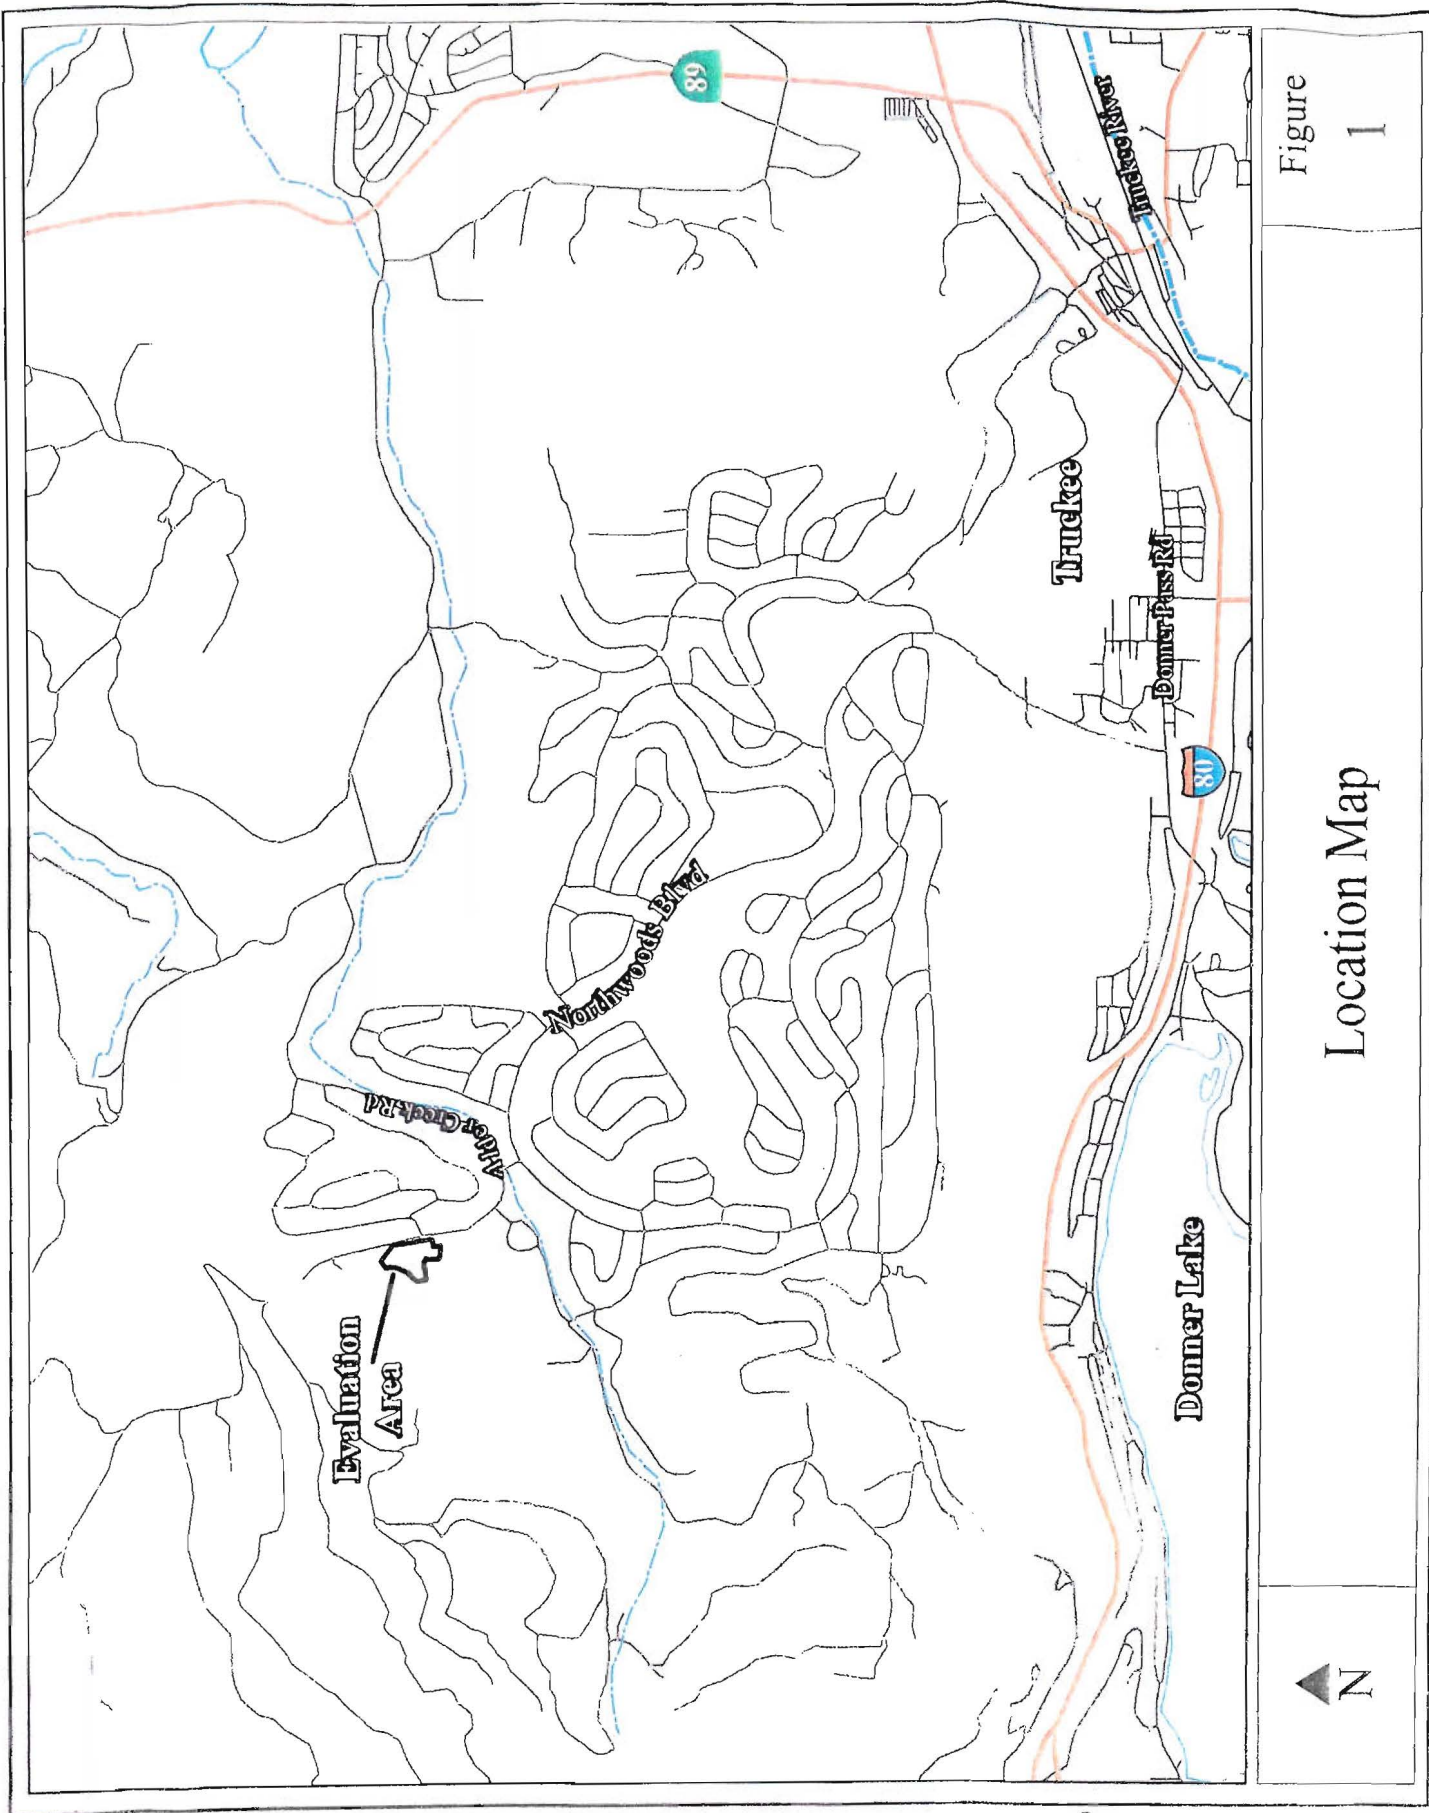 Evaluation
Area
Alder Creek Rd
Northwoods Blvd
89
Truckee
Donner Pass Rd
Truckee River
80
Donner Lake
N
Location Map
Figure
1